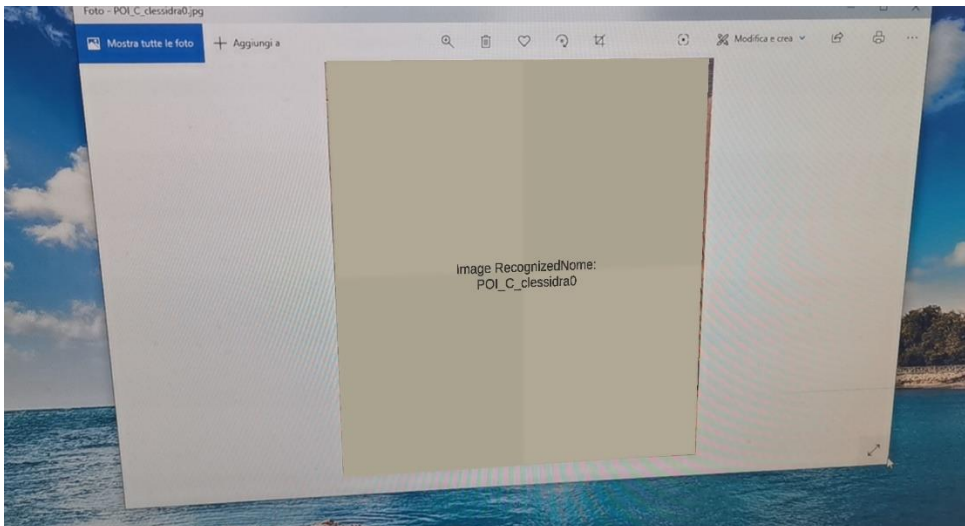 Foto - POI_C_clessidra0.jpg
Mostra tutte le foto
Aggiungi a
Modifica e crea
Image RecognizedNome:
POI_C_clessidra0